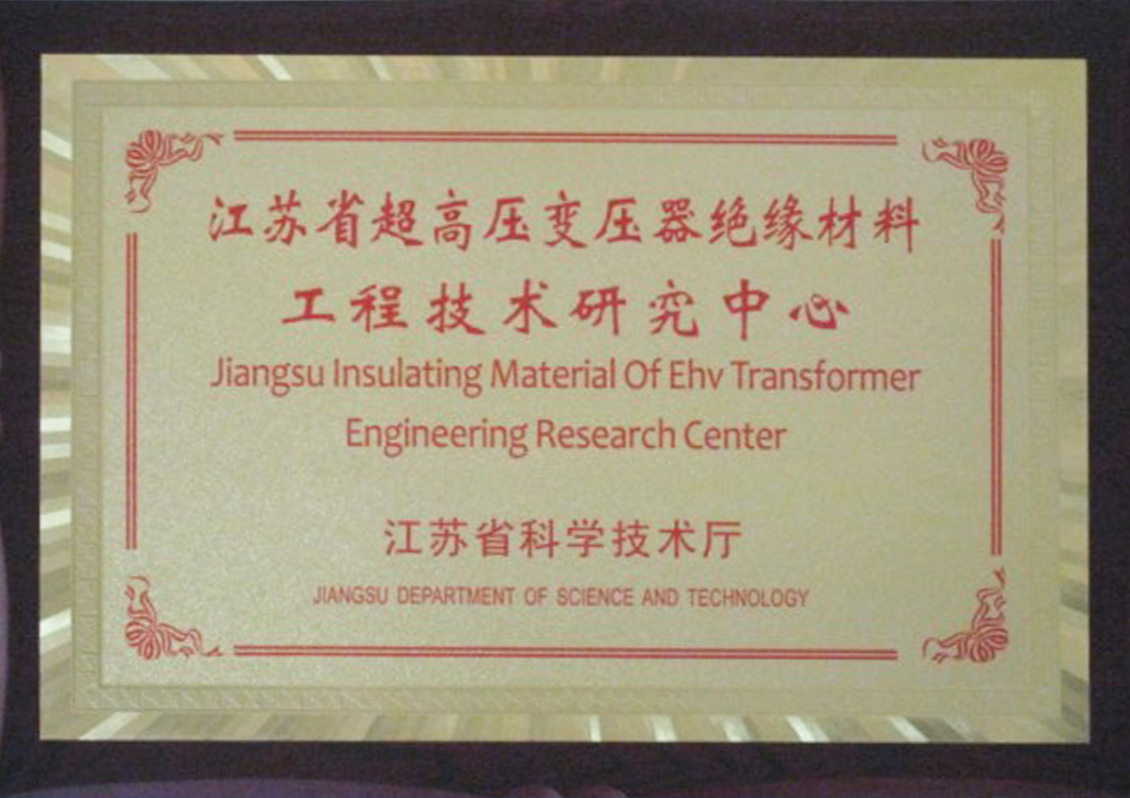 江苏省超高压变压器绝缘材料
工程技术研究中心
Jiangsu Insulating Material Of Ehv Transformer
Engineering Research Center
江苏省科学技术厅
JIANGSU DEPARTMENT OF SCIENCE AND TECHNOLOGY